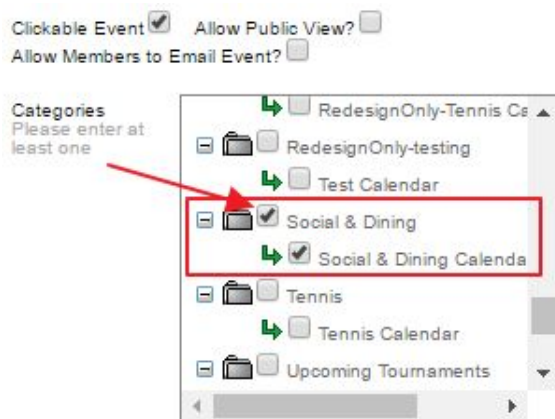 Clickable Event Allow Public View?
Allow Members to Email Event?
Categories
Please enter at
least one
RedesignOnly-Tennis Ca
RedesignOnly-testing
Test Calendar
Social & Dining
Social & Dining Calenda
Tennis
Tennis Calendar
Upcoming Tournaments